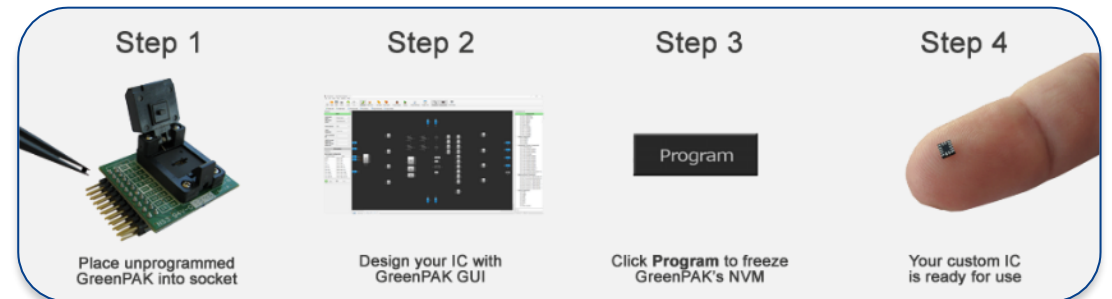 Step 1
Step 2
Step 3
Step 4
Program
Place unprogrammed
GreenPAK into socket
Design your IC with
GreenPAK GUI
Click Program to freeze
GreenPAK's NVM
Your custom IC
is ready for use